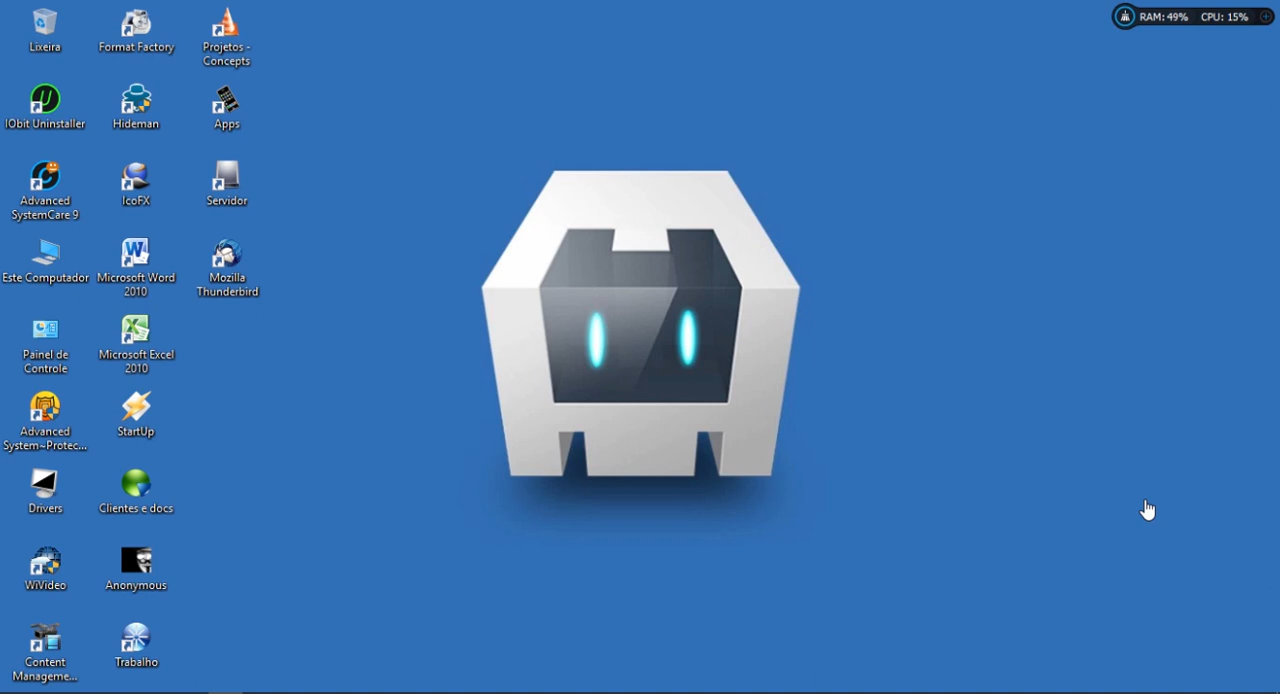 Lixeira
Format Factory
Projetos -
Concepts
IObit Uninstaller
Hideman
Apps
Advanced
SystemCare 9
IcoFX
Servidor
Este Computador
Microsoft Word
2010
Mozilla
Thunderbird
Painel de
Controle
Microsoft Excel
2010
Advanced
System~Protec...
StartUp
Drivers
Clientes e docs
WiVideo
Anonymous
Content
Manageme...
Trabalho
RAM: 49% CPU: 15%